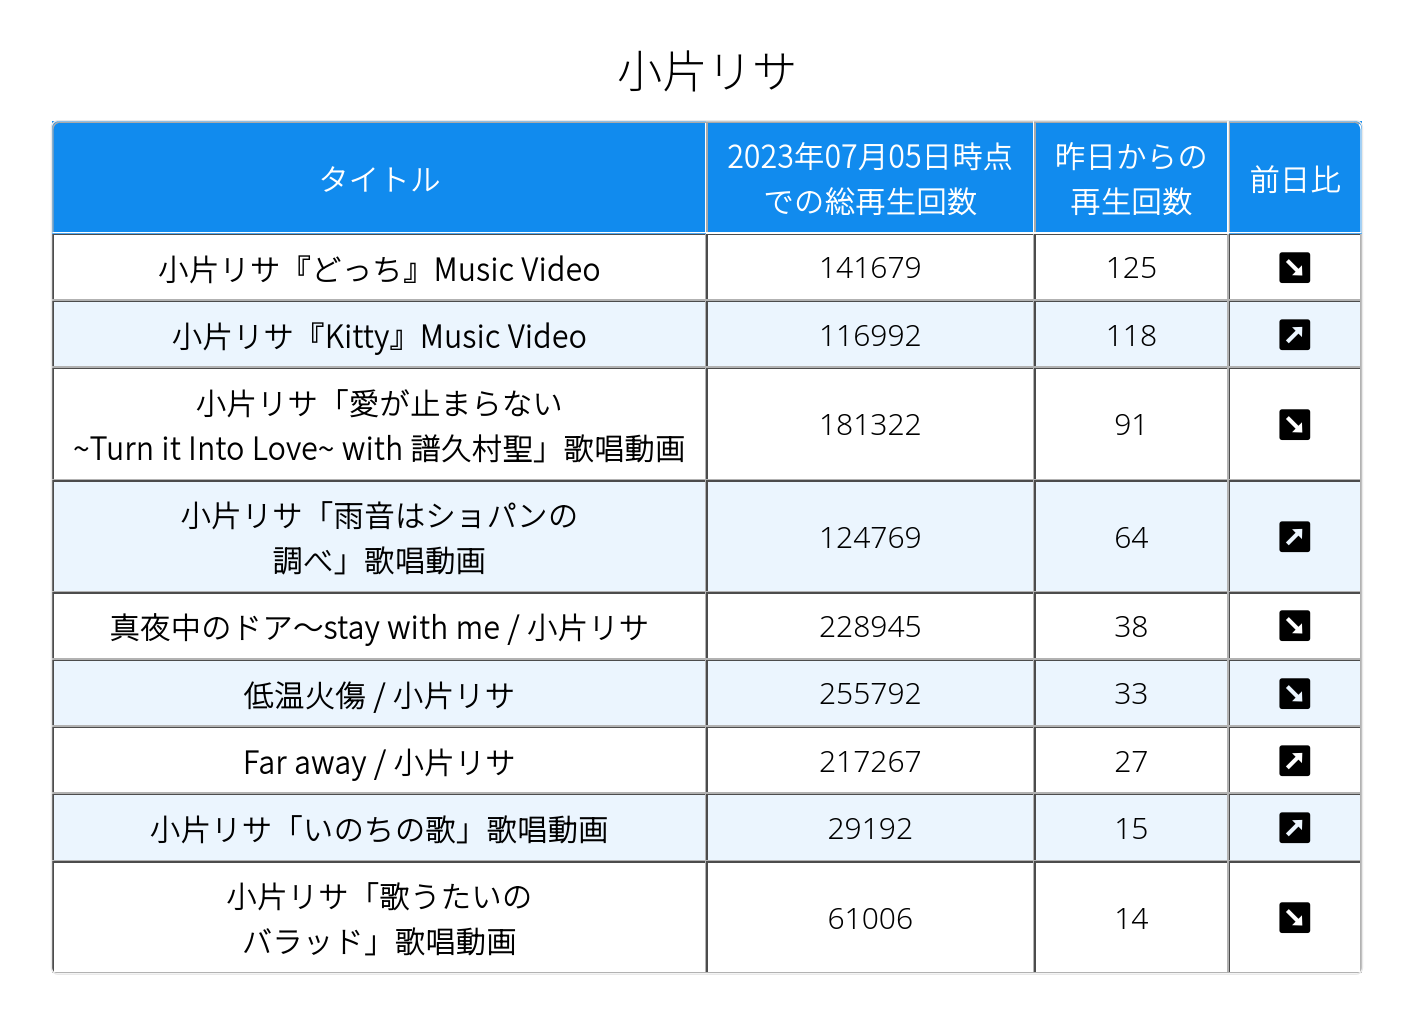 小片リサ
タイトル
2023年07月05日時点
での総再生回数
昨日からの
再生回数
前日比
小片リサ『どっち』Music Video
141679
125
↘
小片リサ『Kitty』Music Video
116992
118
↗
小片リサ「愛が止まらない
~Turn it Into Love~ with 譜久村聖」歌唱動画
181322
91
↘
小片リサ「雨音はショパンの
調べ」歌唱動画
124769
64
↗
真夜中のドア〜stay with me / 小片リサ
228945
38
↘
低温火傷 / 小片リサ
255792
33
↘
Far away / 小片リサ
217267
27
↗
小片リサ「いのちの歌」歌唱動画
29192
15
↗
小片リサ「歌うたいの
バラッド」歌唱動画
61006
14
↘